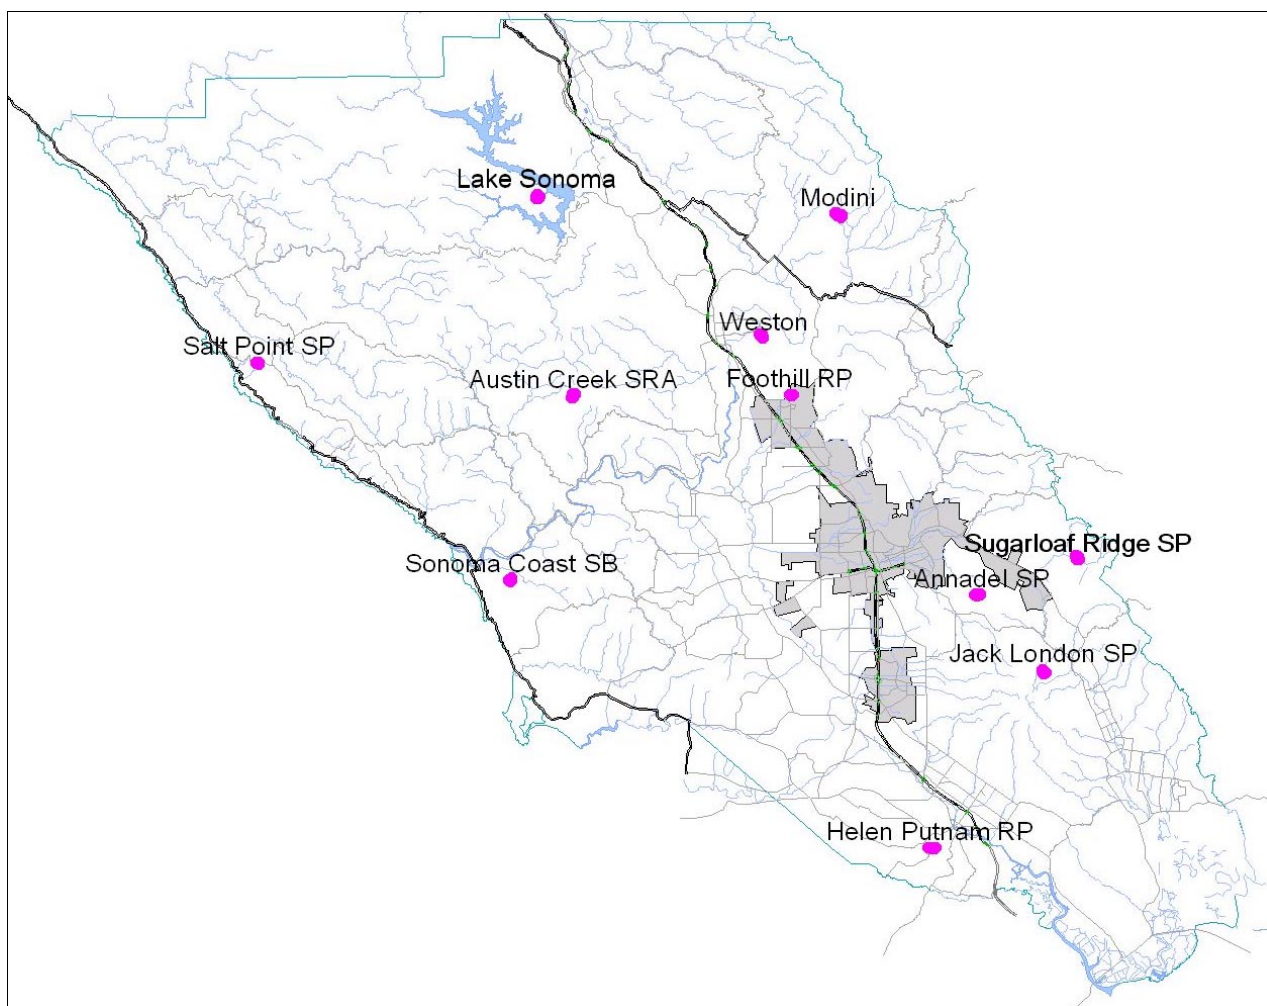 Lake Sonoma
Modini
Weston
Salt Point SP
Austin Creek SRA
Foothill RP
Sugarloaf Ridge SP
Sonoma Coast SB
Annadel SP
Jack London SP
Helen Putnam RP